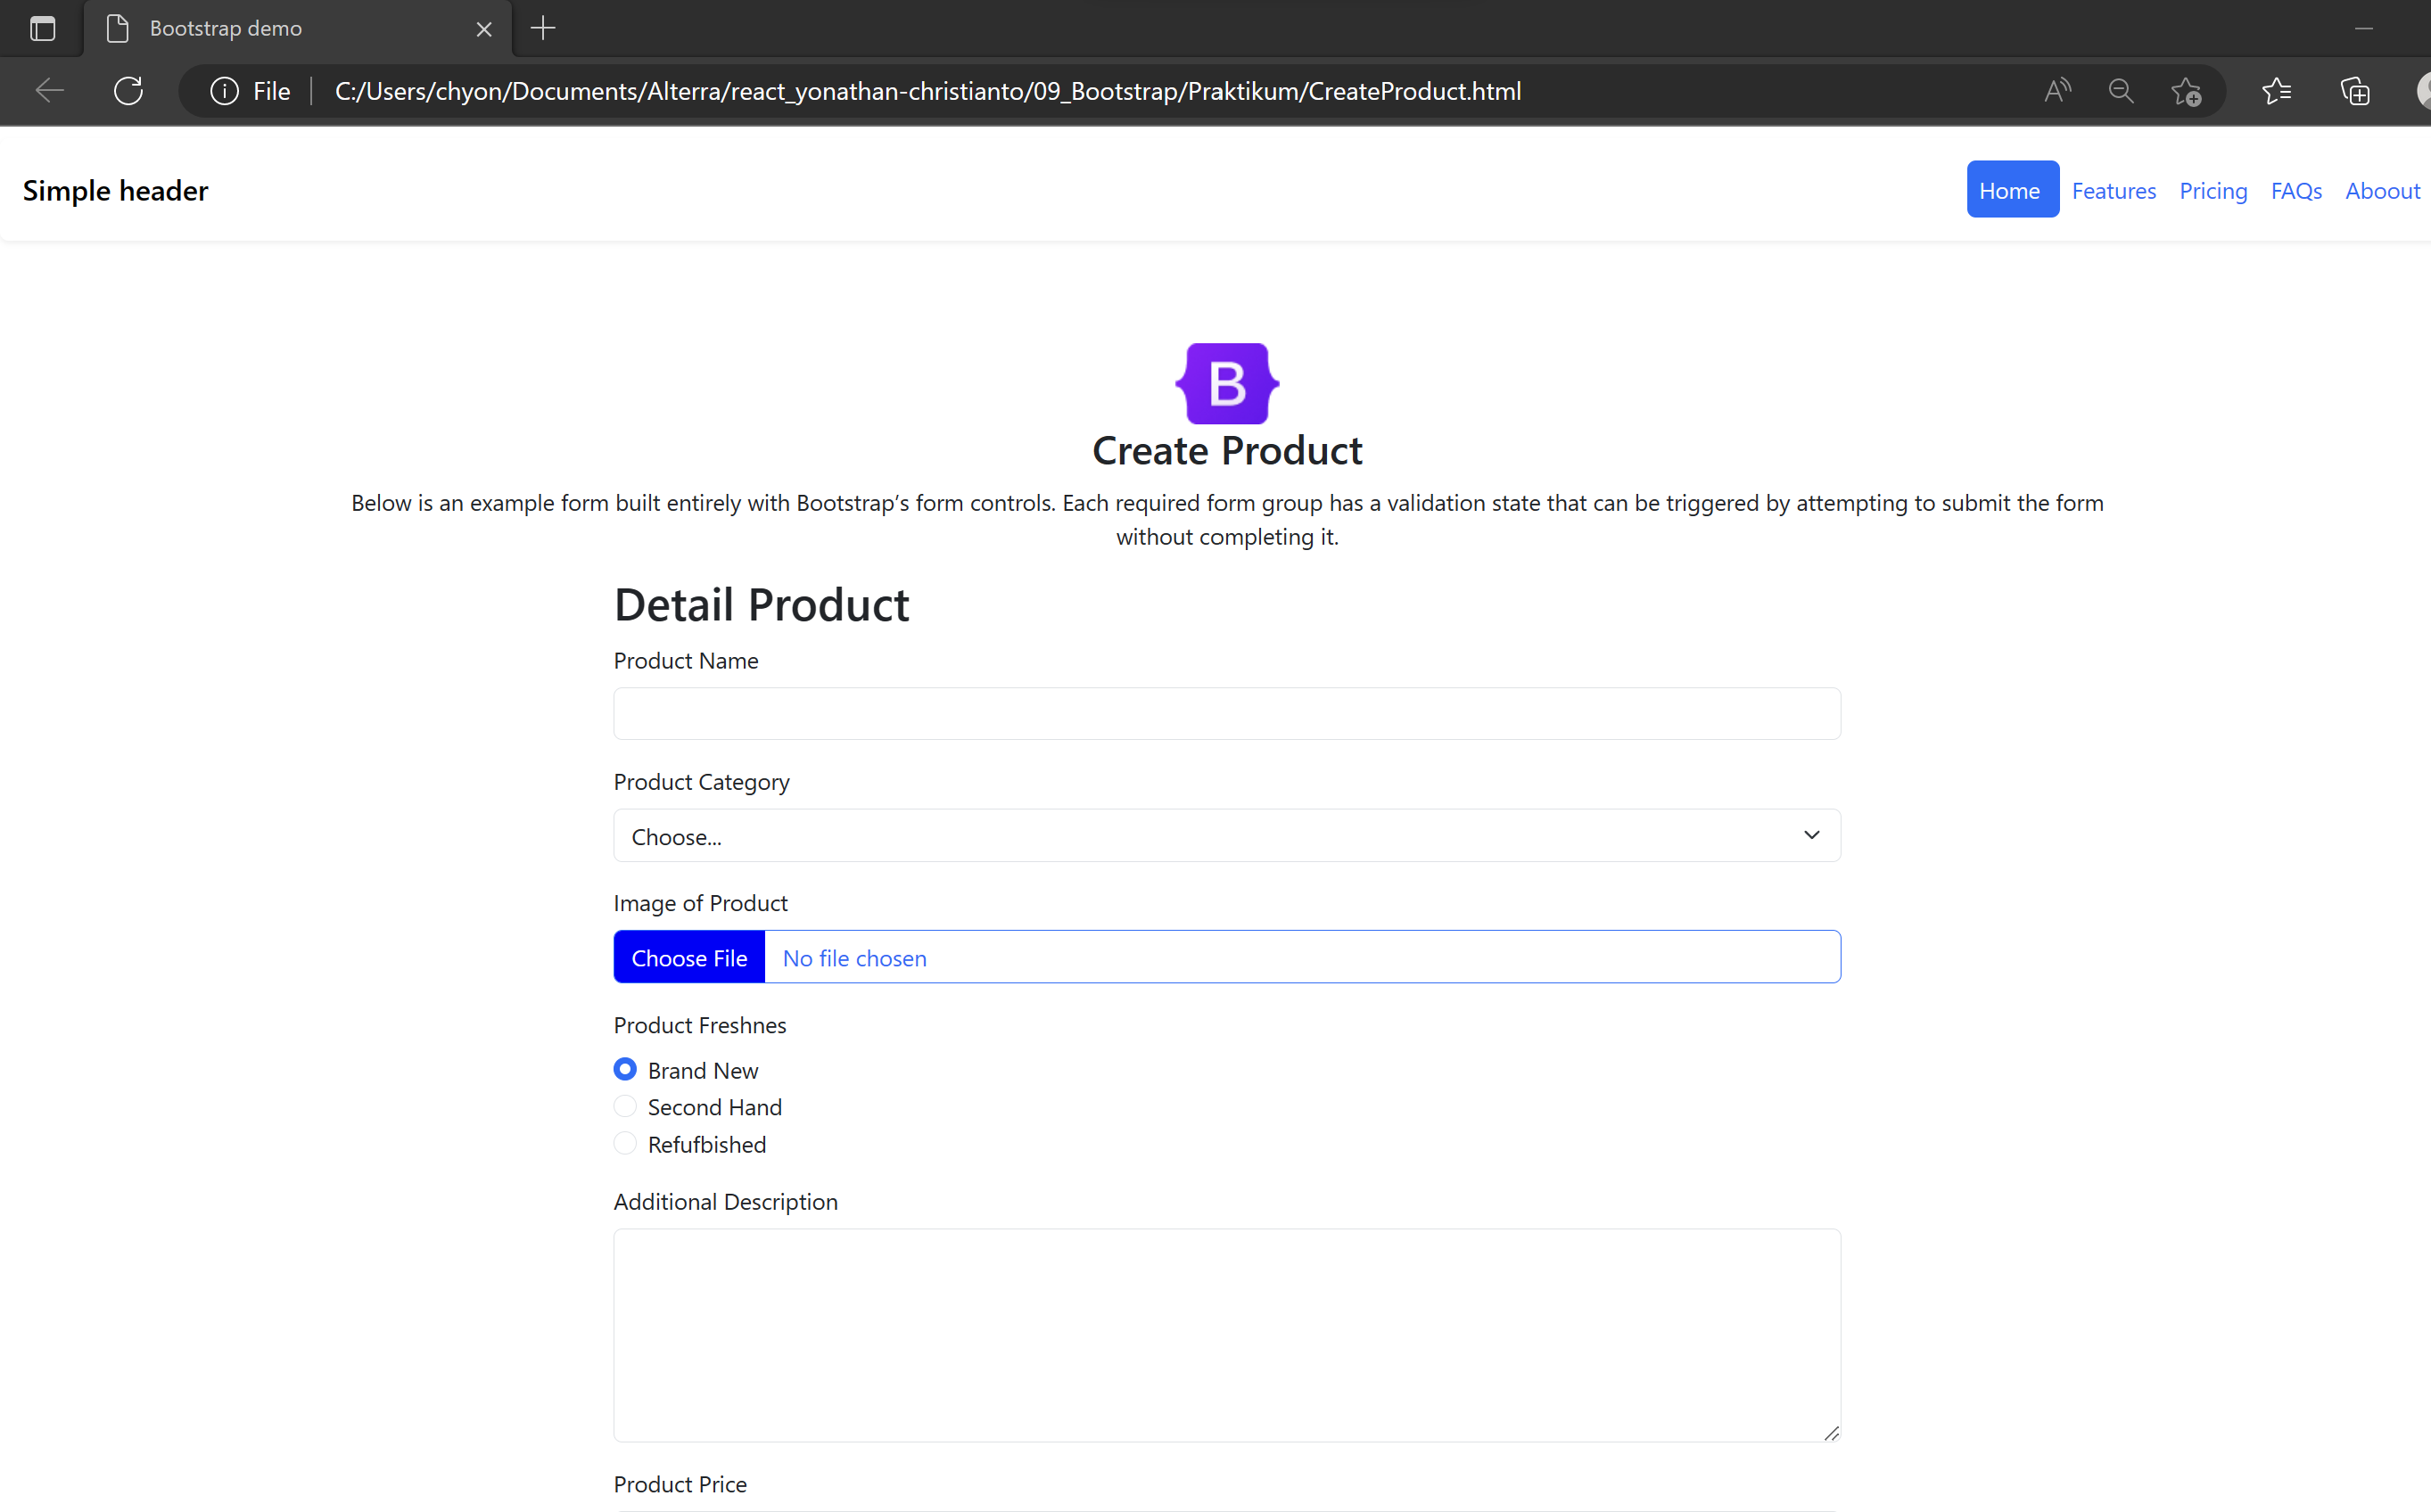 Bootstrap demo
File C:/Users/chyon/Documents/Alterra/react_yonathan-christianto/09_Bootstrap/Praktikum/CreateProduct.html
Simple header
Home Features Pricing FAQs Aboout
B
Create Product
Below is an example form built entirely with Bootstrap’s form controls. Each required form group has a validation state that can be triggered by attempting to submit the form
without completing it.
Detail Product
Product Name
Product Category
Choose...
Image of Product
Choose File No file chosen
Product Freshnes
Brand New
Second Hand
Refufbished
Additional Description
Product Price